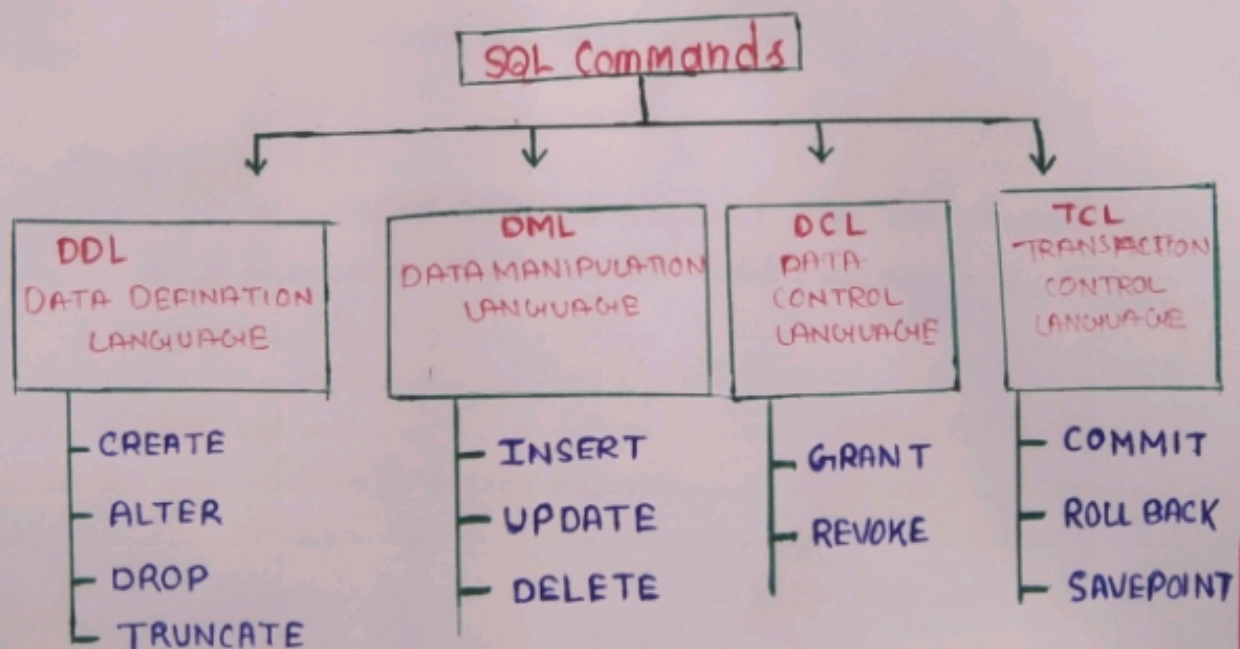 SQL Commands
DDL
DATA DEFINATION
LANGUAGE
CREATE
ALTER
DROP
TRUNCATE
DML
DATA MANIPULATION
LANGUAGE
INSERT
UPDATE
DELETE
DCL
DATA
CONTROL
LANGUAGE
GRANT
REVOKE
TCL
TRANSACTION
CONTROL
LANGUAGE
COMMIT
ROLL BACK
SAVEPOINT